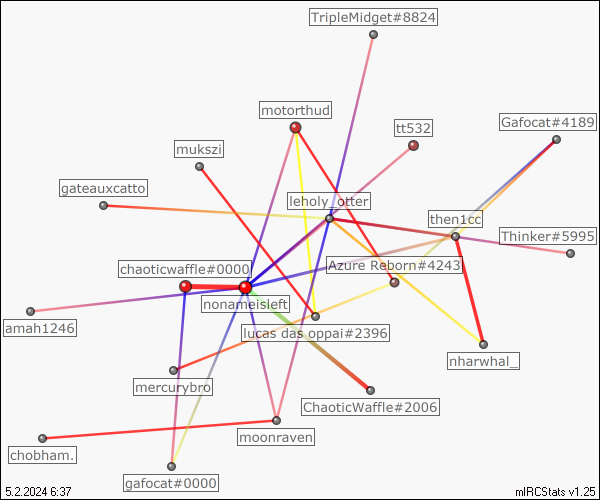 TripleMidget#8824
motorthud
tt532
Gafocat#4189
mukszi
gateauxcatto
leholy_otter
then1cc
Thinker#5995
chaoticwaffle#0000
Azure Reborn#4243
nonameisleft
amah1246
lucas das oppai#2396
nharwhal_
mercurybro
ChaoticWaffle#2006
moonraven
chobham.
gafocat#0000
5.2.2024 6:37
mIRCStats v1.25